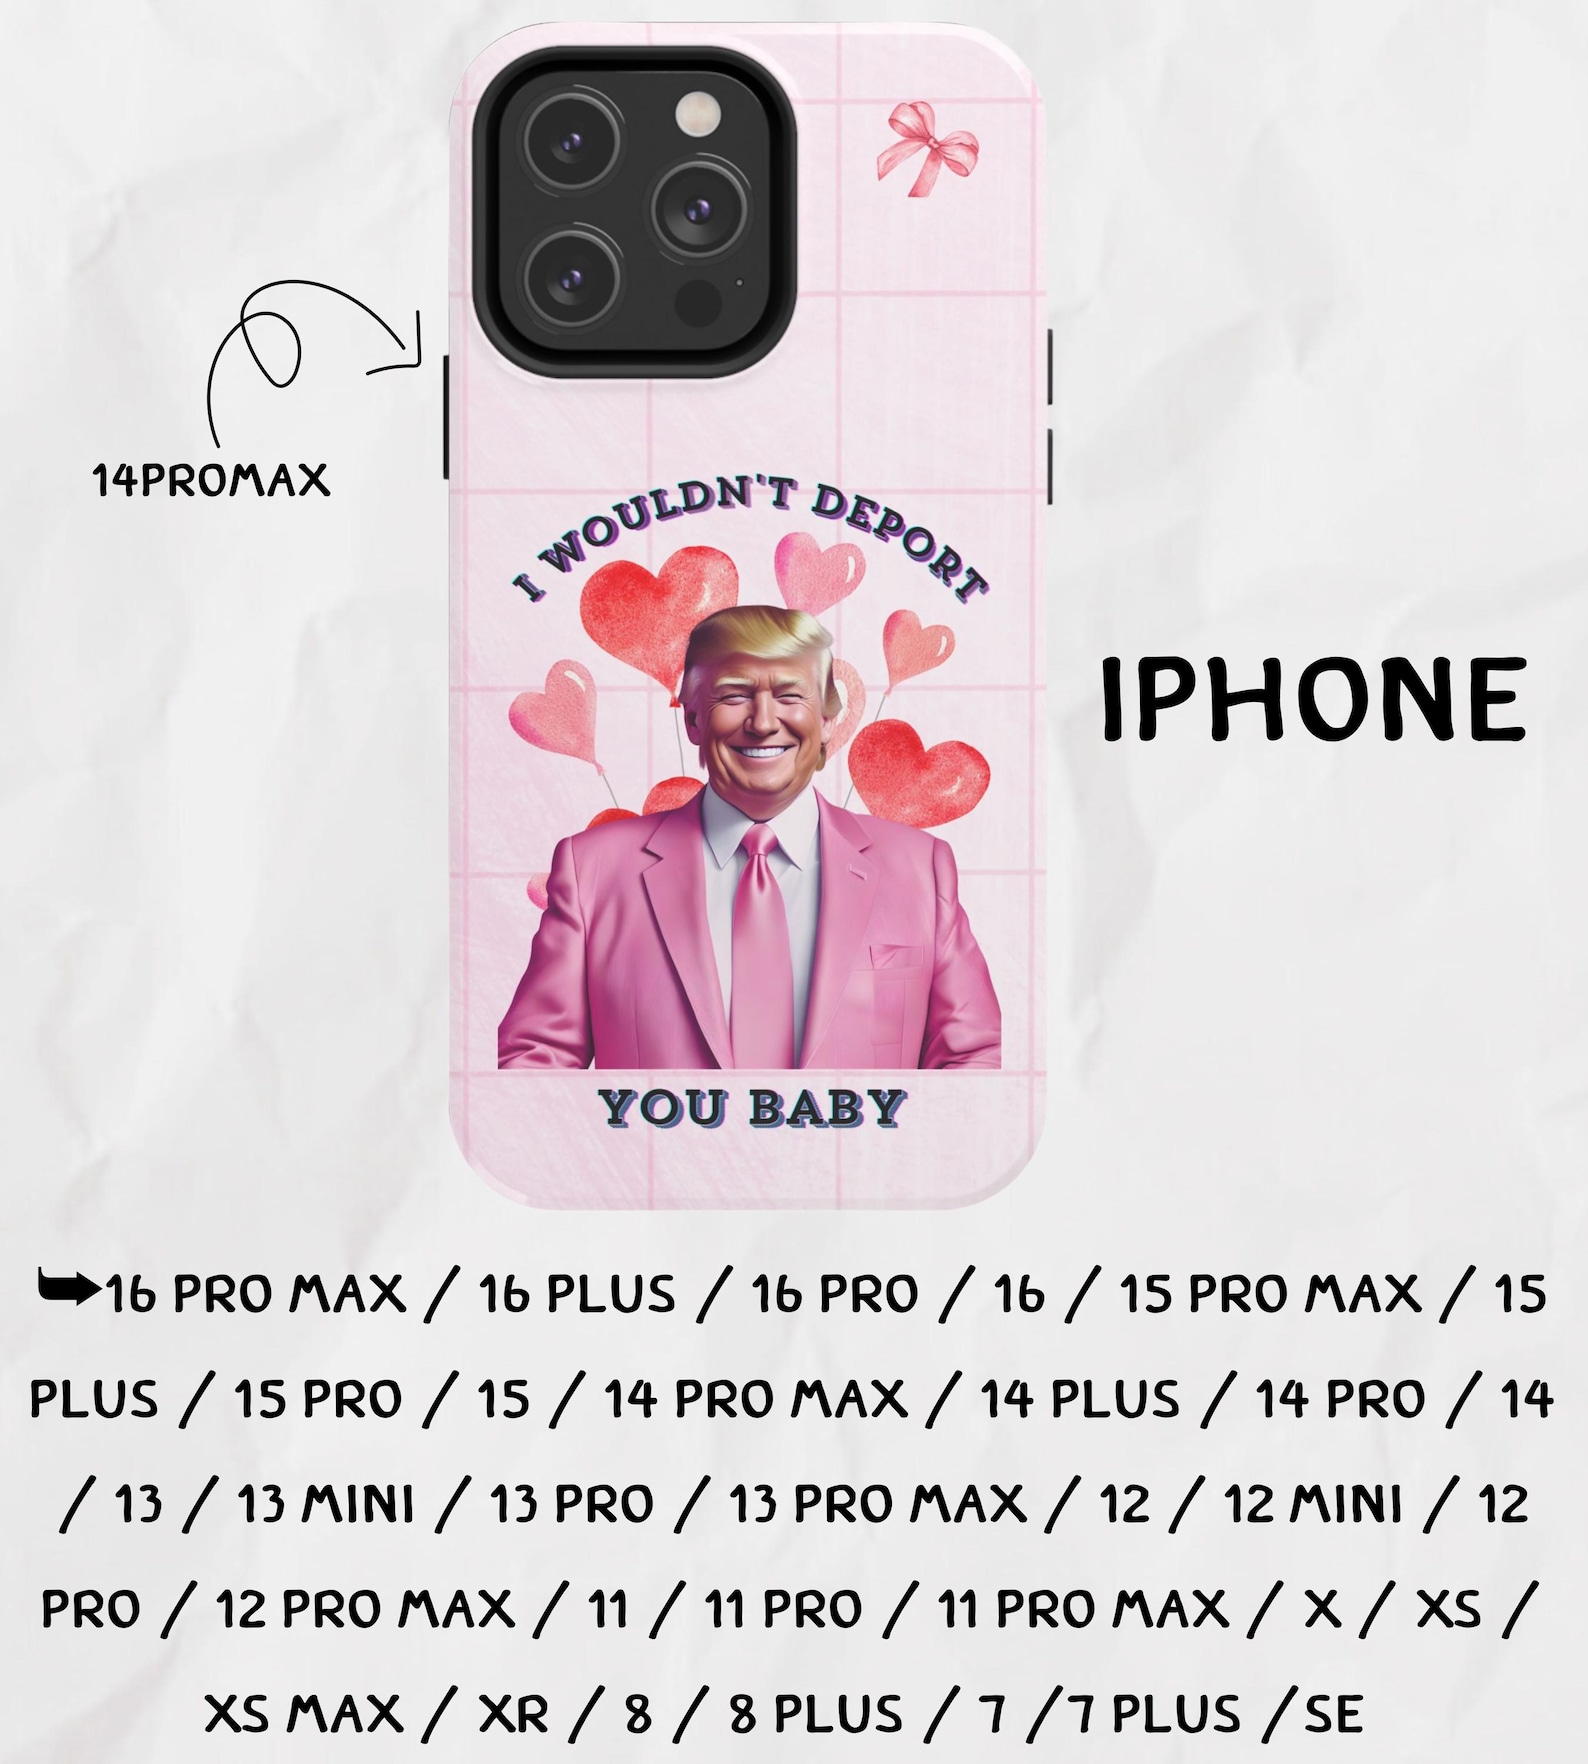 I WOULDN'T DEPORT
14PROMAX
IPHONE
YOU BABY
16 PRO MAX / 16 PLUS / 16 PRO / 16 / 15 PRO MAX / 15
PLUS / 15 PRO / 15 / 14 PRO MAX / 14 PLUS / 14 PRO / 14
/ 13 / 13 MINI / 13 PRO / 13 PRO MAX / 12 / 12 MINI / 12
PRO / 12 PRO MAX / 11 / 11 PRO / 11 PRO MAX / X / XS /
XS MAX / XR / 8 / 8 PLUS / 7 /7 PLUS /SE